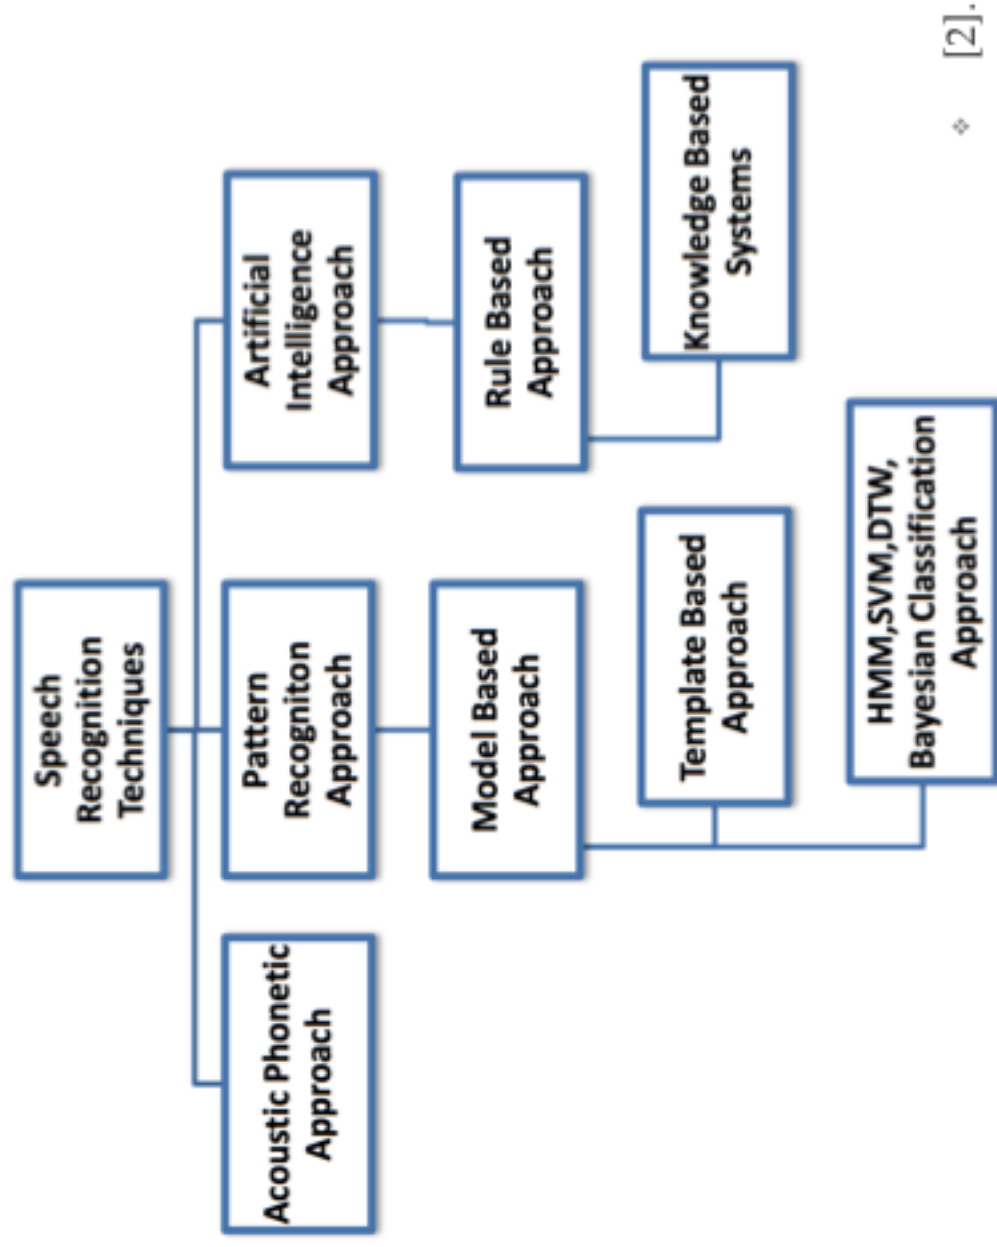 Speech
Recognition
Techniques
Acoustic Phonetic
Approach
Pattern
Recogniton
Approach
Artificial
Intelligence
Approach
Model Based
Approach
Rule Based
Approach
Template Based
Approach
Knowledge Based
Systems
HMM,SVM,DTW,
Bayesian Classification
Approach
❖ [2].